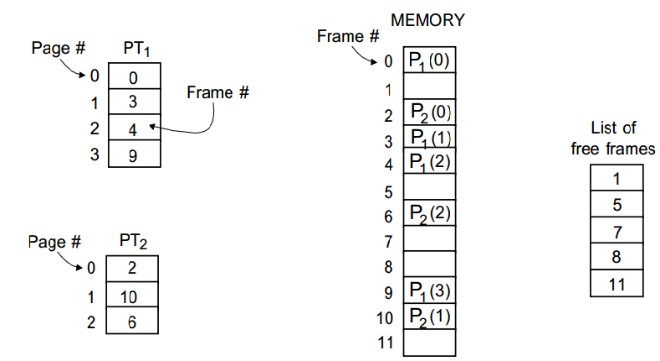 Page #
PT1
0 0
1 3
2 4
3 9
Frame #
Page #
PT2
0 2
1 10
2 6
MEMORY
Frame #
0 P1(0)
1
2 P2(0)
3 P1(1)
4 P1(2)
5
6 P2(2)
7
8
9 P1(3)
10 P2(1)
11
List of
free frames
1
5
7
8
11